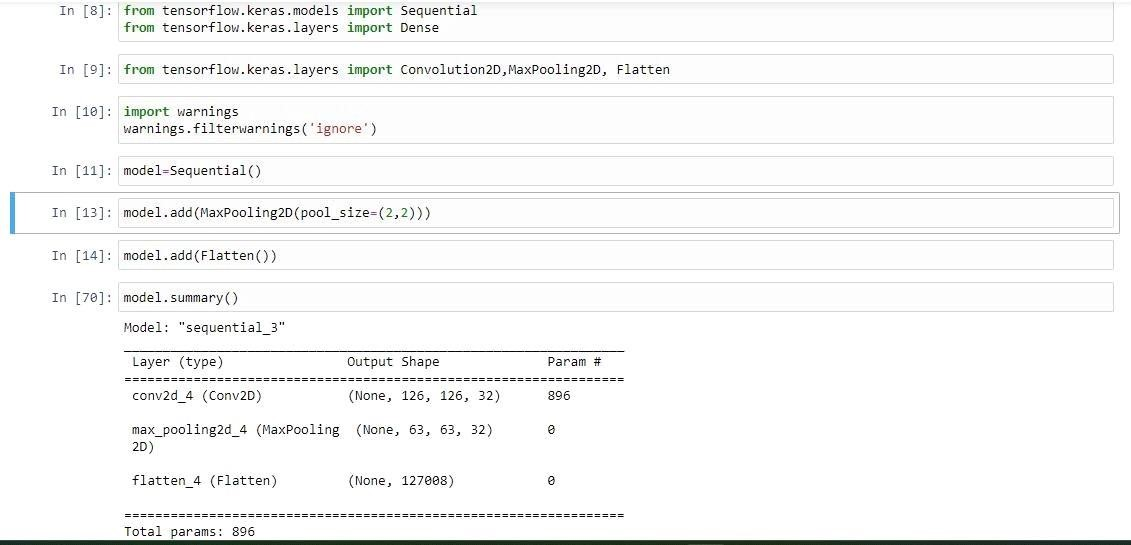 In [8]: from tensorflow.keras.models import Sequential
from tensorflow.keras.layers import Dense
In [9]: from tensorflow.keras.layers import Convolution2D,MaxPooling2D, Flatten
In [10]: import warnings
warnings.filterwarnings('ignore')
In [11]: model=Sequential()
In [13]: model.add(MaxPooling2D(pool_size=(2,2)))
In [14]: model.add(Flatten())
In [70]: model.summary()
Model: "sequential_3"
Layer (type) Output Shape Param #
conv2d_4 (Conv2D) (None, 126, 126, 32) 896
max_pooling2d_4 (MaxPooling (None, 63, 63, 32) 0
2D)
flatten_4 (Flatten) (None, 127008) 0
Total params: 896